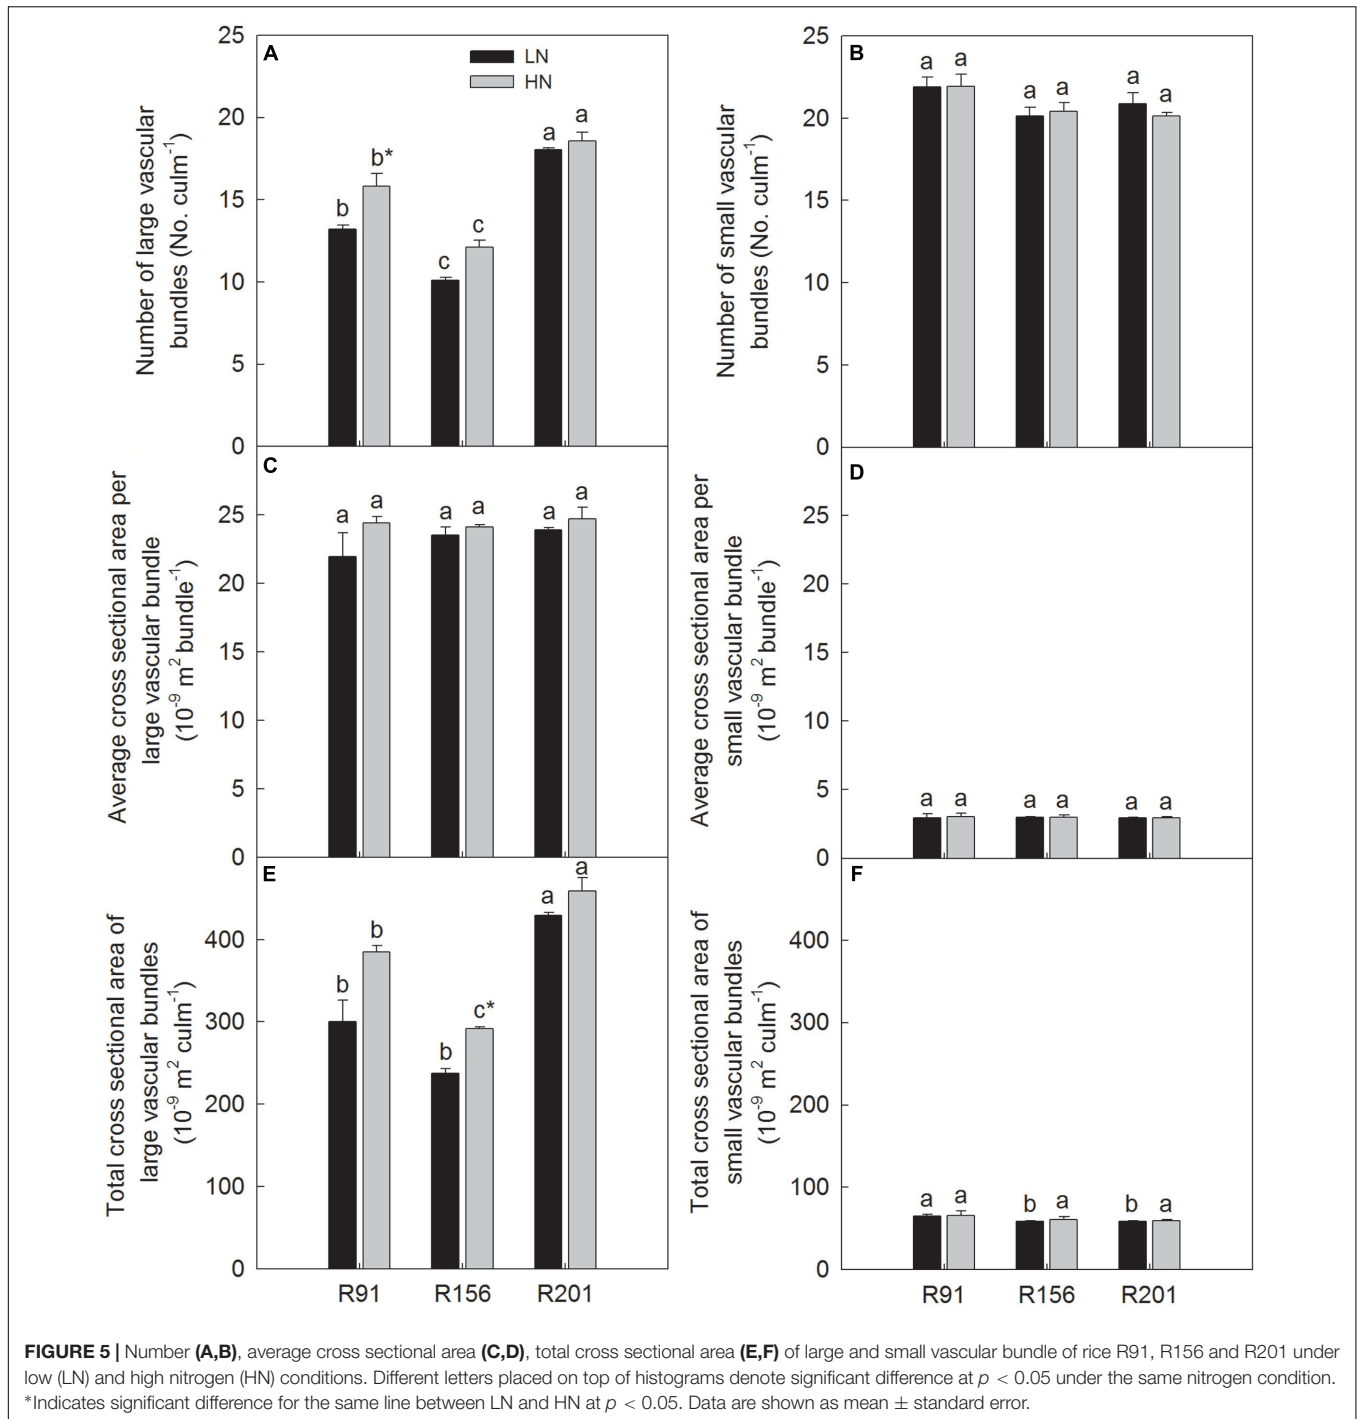 A
LN
HN
Number of large vascular
bundles (No. culm⁻¹)
25
20
15
10
5
0
b
b*
c
c
a
a
B
Number of small vascular
bundles (No. culm⁻¹)
25
20
15
10
5
0
a
a
a
a
a
a
C
Average cross sectional area per
large vascular bundle
(10⁻⁹ m² bundle⁻¹)
25
20
15
10
5
0
a
a
a
a
a
a
D
Average cross sectional area per
small vascular bundle
(10⁻⁹ m² bundle⁻¹)
25
20
15
10
5
0
a
a
a
a
a
a
E
Total cross sectional area of
large vascular bundles
(10⁻⁹ m² culm⁻¹)
400
300
200
100
0
b
b
b
c*
a
a
R91
R156
R201
F
Total cross sectional area of
small vascular bundles
(10⁻⁹ m² culm⁻¹)
400
300
200
100
0
a
a
b
a
b
a
R91
R156
R201
FIGURE 5 | Number (A,B), average cross sectional area (C,D), total cross sectional area (E,F) of large and small vascular bundle of rice R91, R156 and R201 under
low (LN) and high nitrogen (HN) conditions. Different letters placed on top of histograms denote significant difference at p < 0.05 under the same nitrogen condition.
*Indicates significant difference for the same line between LN and HN at p < 0.05. Data are shown as mean ± standard error.